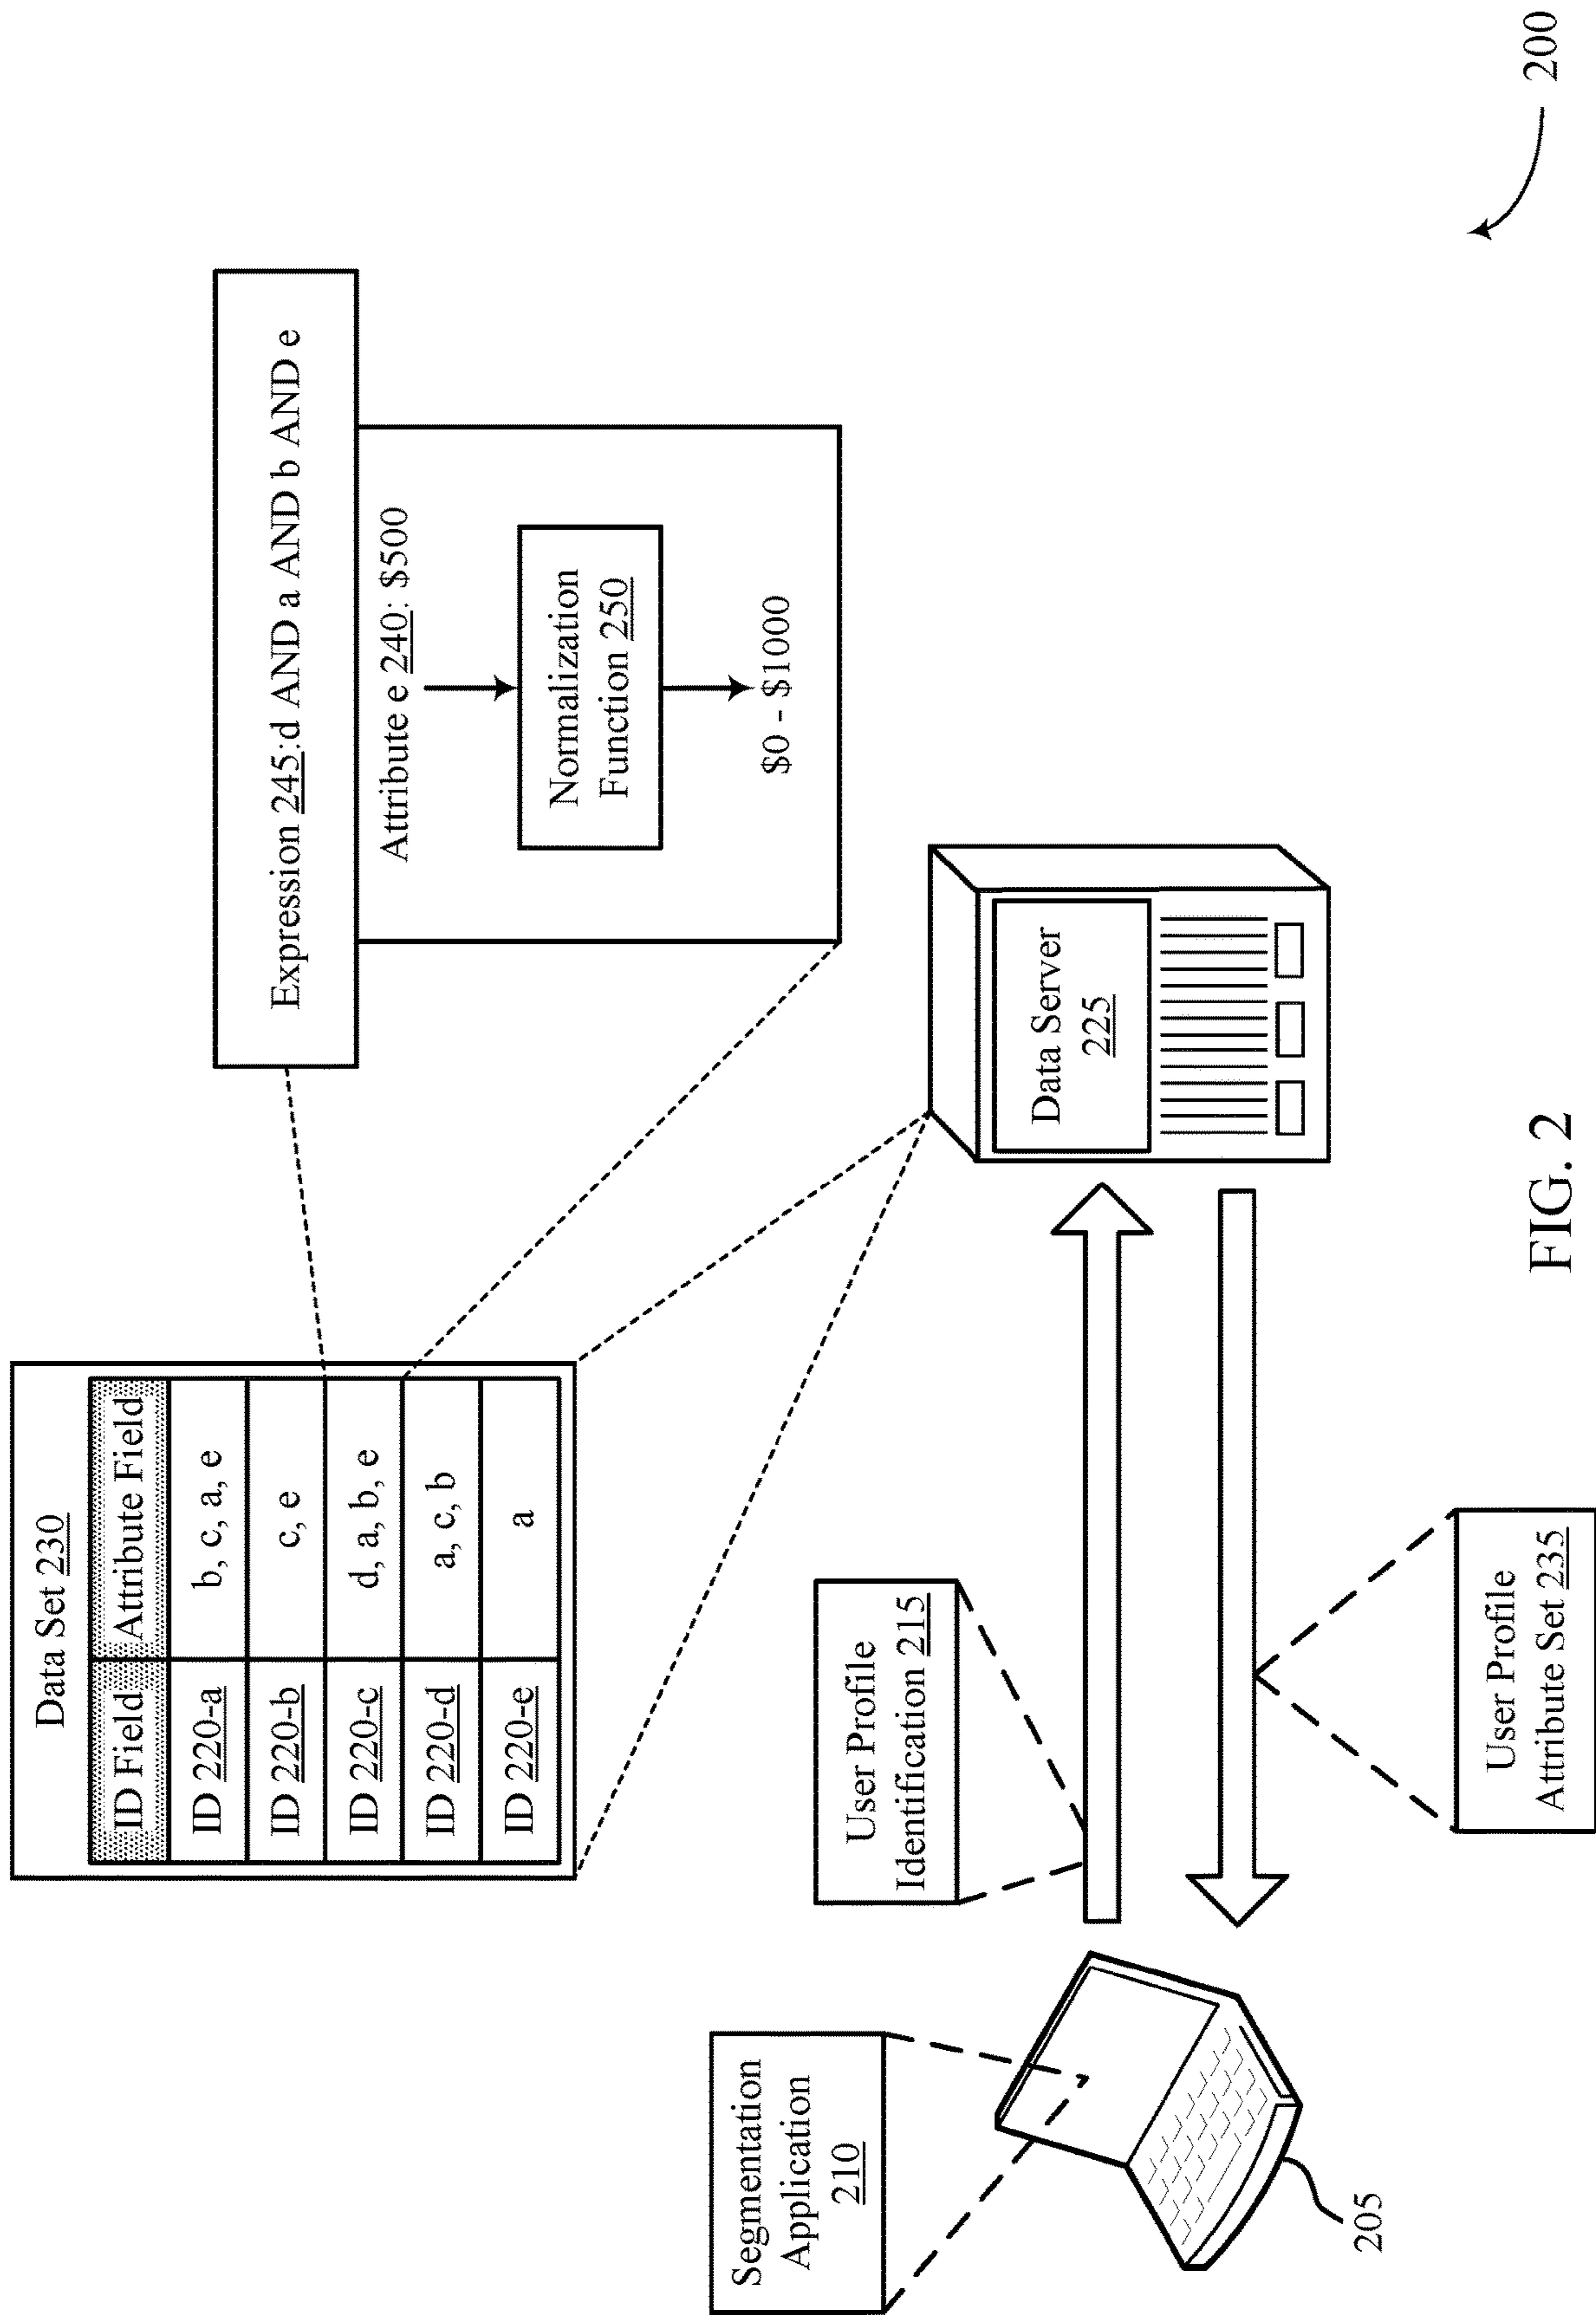 Data Set 230
ID Field Attribute Field
ID 220-a b, c, a, e
ID 220-b c, e
ID 220-c d, a, b, e
ID 220-d a, c, b
ID 220-e a
Expression 245:d AND a AND b AND e
Attribute e 240: $500
Normalization
Function 250
$0 - $1000
Segmentation
Application
210
User Profile
Identification 215
Data Server
225
205
User Profile
Attribute Set 235
FIG. 2
200